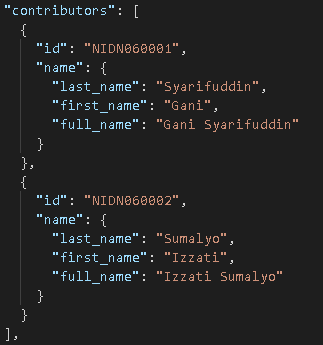 "contributors": [
  {
    "id": "NIDN060001",
    "name": {
      "last_name": "Syarifuddin",
      "first_name": "Gani",
      "full_name": "Gani Syarifuddin"
    }
  },
  {
    "id": "NIDN060002",
    "name": {
      "last_name": "Sumalyo",
      "first_name": "Izzati",
      "full_name": "Izzati Sumalyo"
    }
  }
],